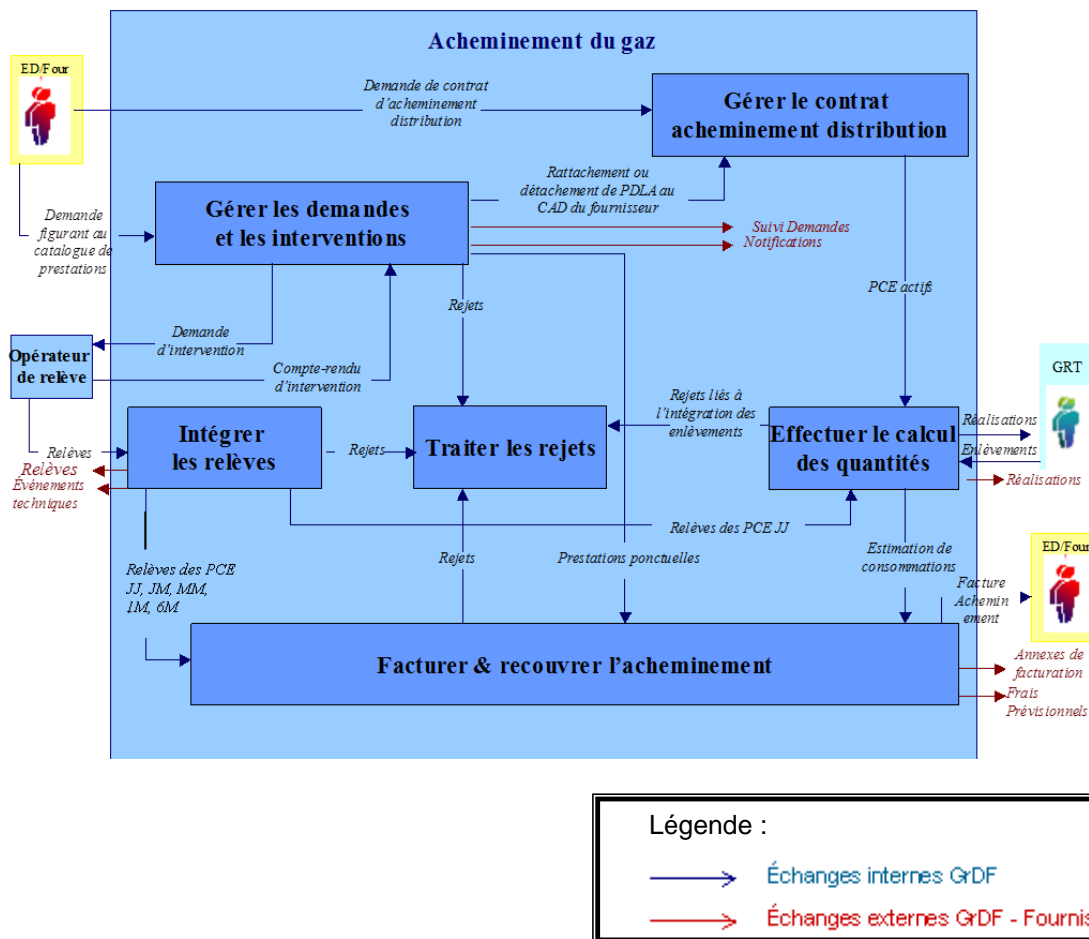 Acheminement du gaz
ED/Four
Demande de contrat
d'acheminement
distribution
Gérer le contrat
acheminement distribution
Rattachement ou
détachement de PDLA au
CAD du fournisseur
Gérer les demandes
et les interventions
Demande
figurant au
catalogue de
prestations
Suivi Demandes
Notifications
PCE actifs
Rejets
Demande
d'intervention
Opérateur
de relève
Compte-rendu
d'intervention
GRT
Rejets liés à
l'intégration des
enlèvements
Intégrer
les relèves
Rejets
Traiter les rejets
Effectuer le calcul
des quantités
Réalisations
Enlèvements
Relèves
Relèves
Événements
techniques
Réalisations
Relèves des PCE JJ
Rejets
Prestations ponctuelles
Estimation de
consommations
ED/Four
Relèves des PCE
JJ, JM, MM,
1M, 6M
Facture
Achemin
ement
Facturer & recouvrer l'acheminement
Annexes de
facturation
Frais
Prévisionnels
Légende :
Échanges internes GrDF
Échanges externes GrDF - Fournis